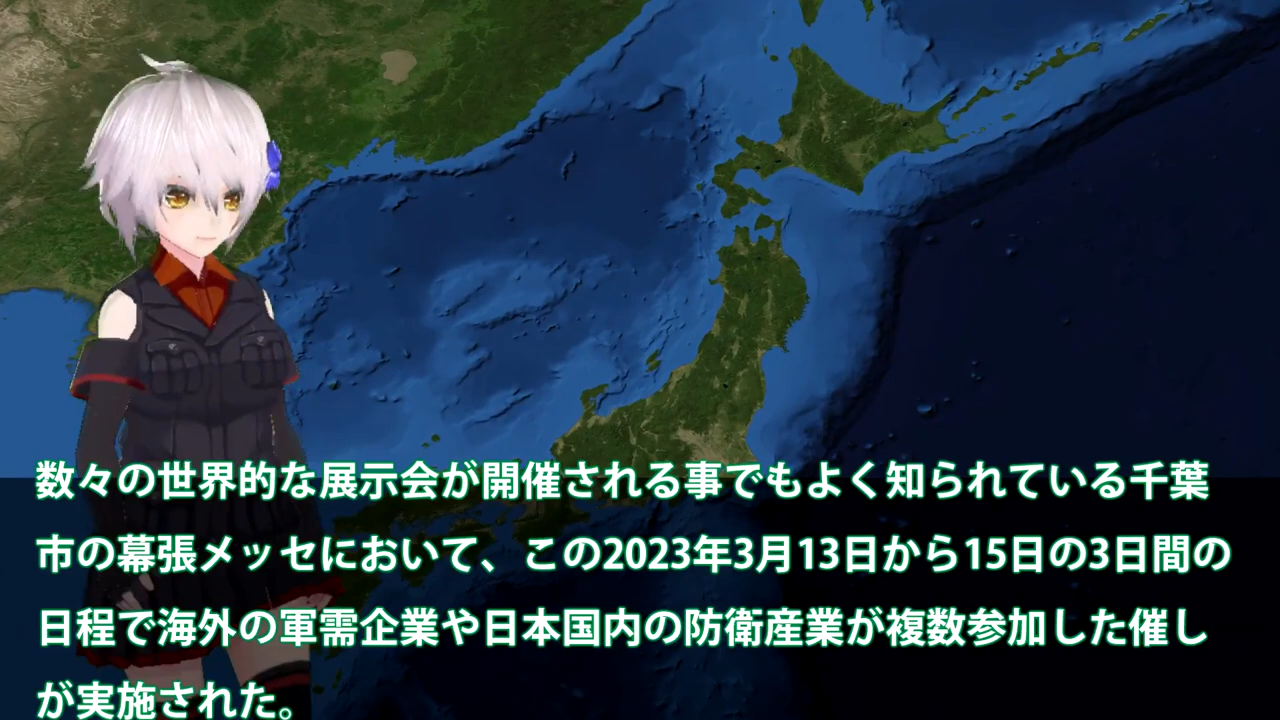 数々の世界的な展示会が開催される事でもよく知られている千葉
市の幕張メッセにおいて、この2023年3月13日から15日の3日間の
日程で海外の軍需企業や日本国内の防衛産業が複数参加した催し
が実施された。